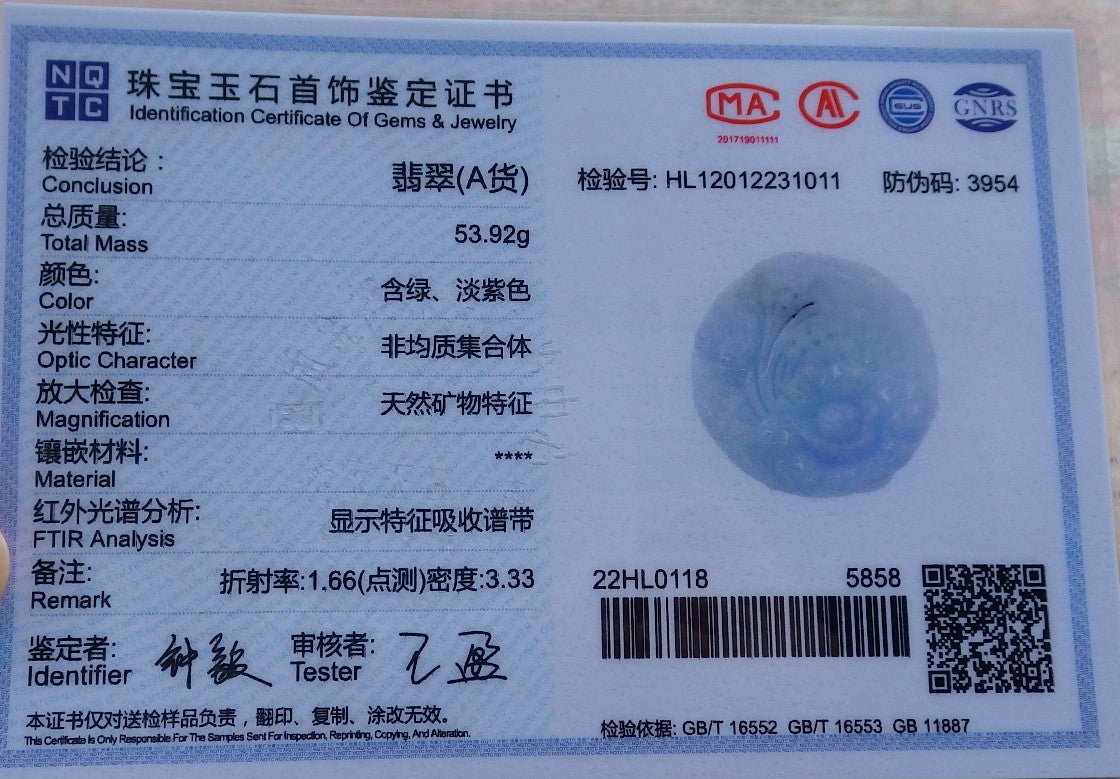 NQTC
珠宝玉石首饰鉴定证书
Identification Certificate Of Gems & Jewelry
检验结论：
Conclusion
翡翠(A货)
总质量:
Total Mass
53.92g
颜色:
Color
含绿、淡紫色
光性特征:
Optic Character
非均质集合体
放大检查:
Magnification
天然矿物特征
镶嵌材料:
Material
****
红外光谱分析:
FTIR Analysis
显示特征吸收谱带
备注:
Remark
折射率:1.66(点测)密度:3.33
鉴定者:
Identifier
审核者:
Tester
本证书仅对送检样品负责，翻印、复制、涂改无效。
This Certificate Is Only Responsible For The Samples Sent For Inspection, Reprinting, Copying, And Alteration.
MA
201719011111
GNRS
检验号: HL12012231011
防伪码: 3954
22HL0118
5858
检验依据: GB/T 16552 GB/T 16553 GB 11887